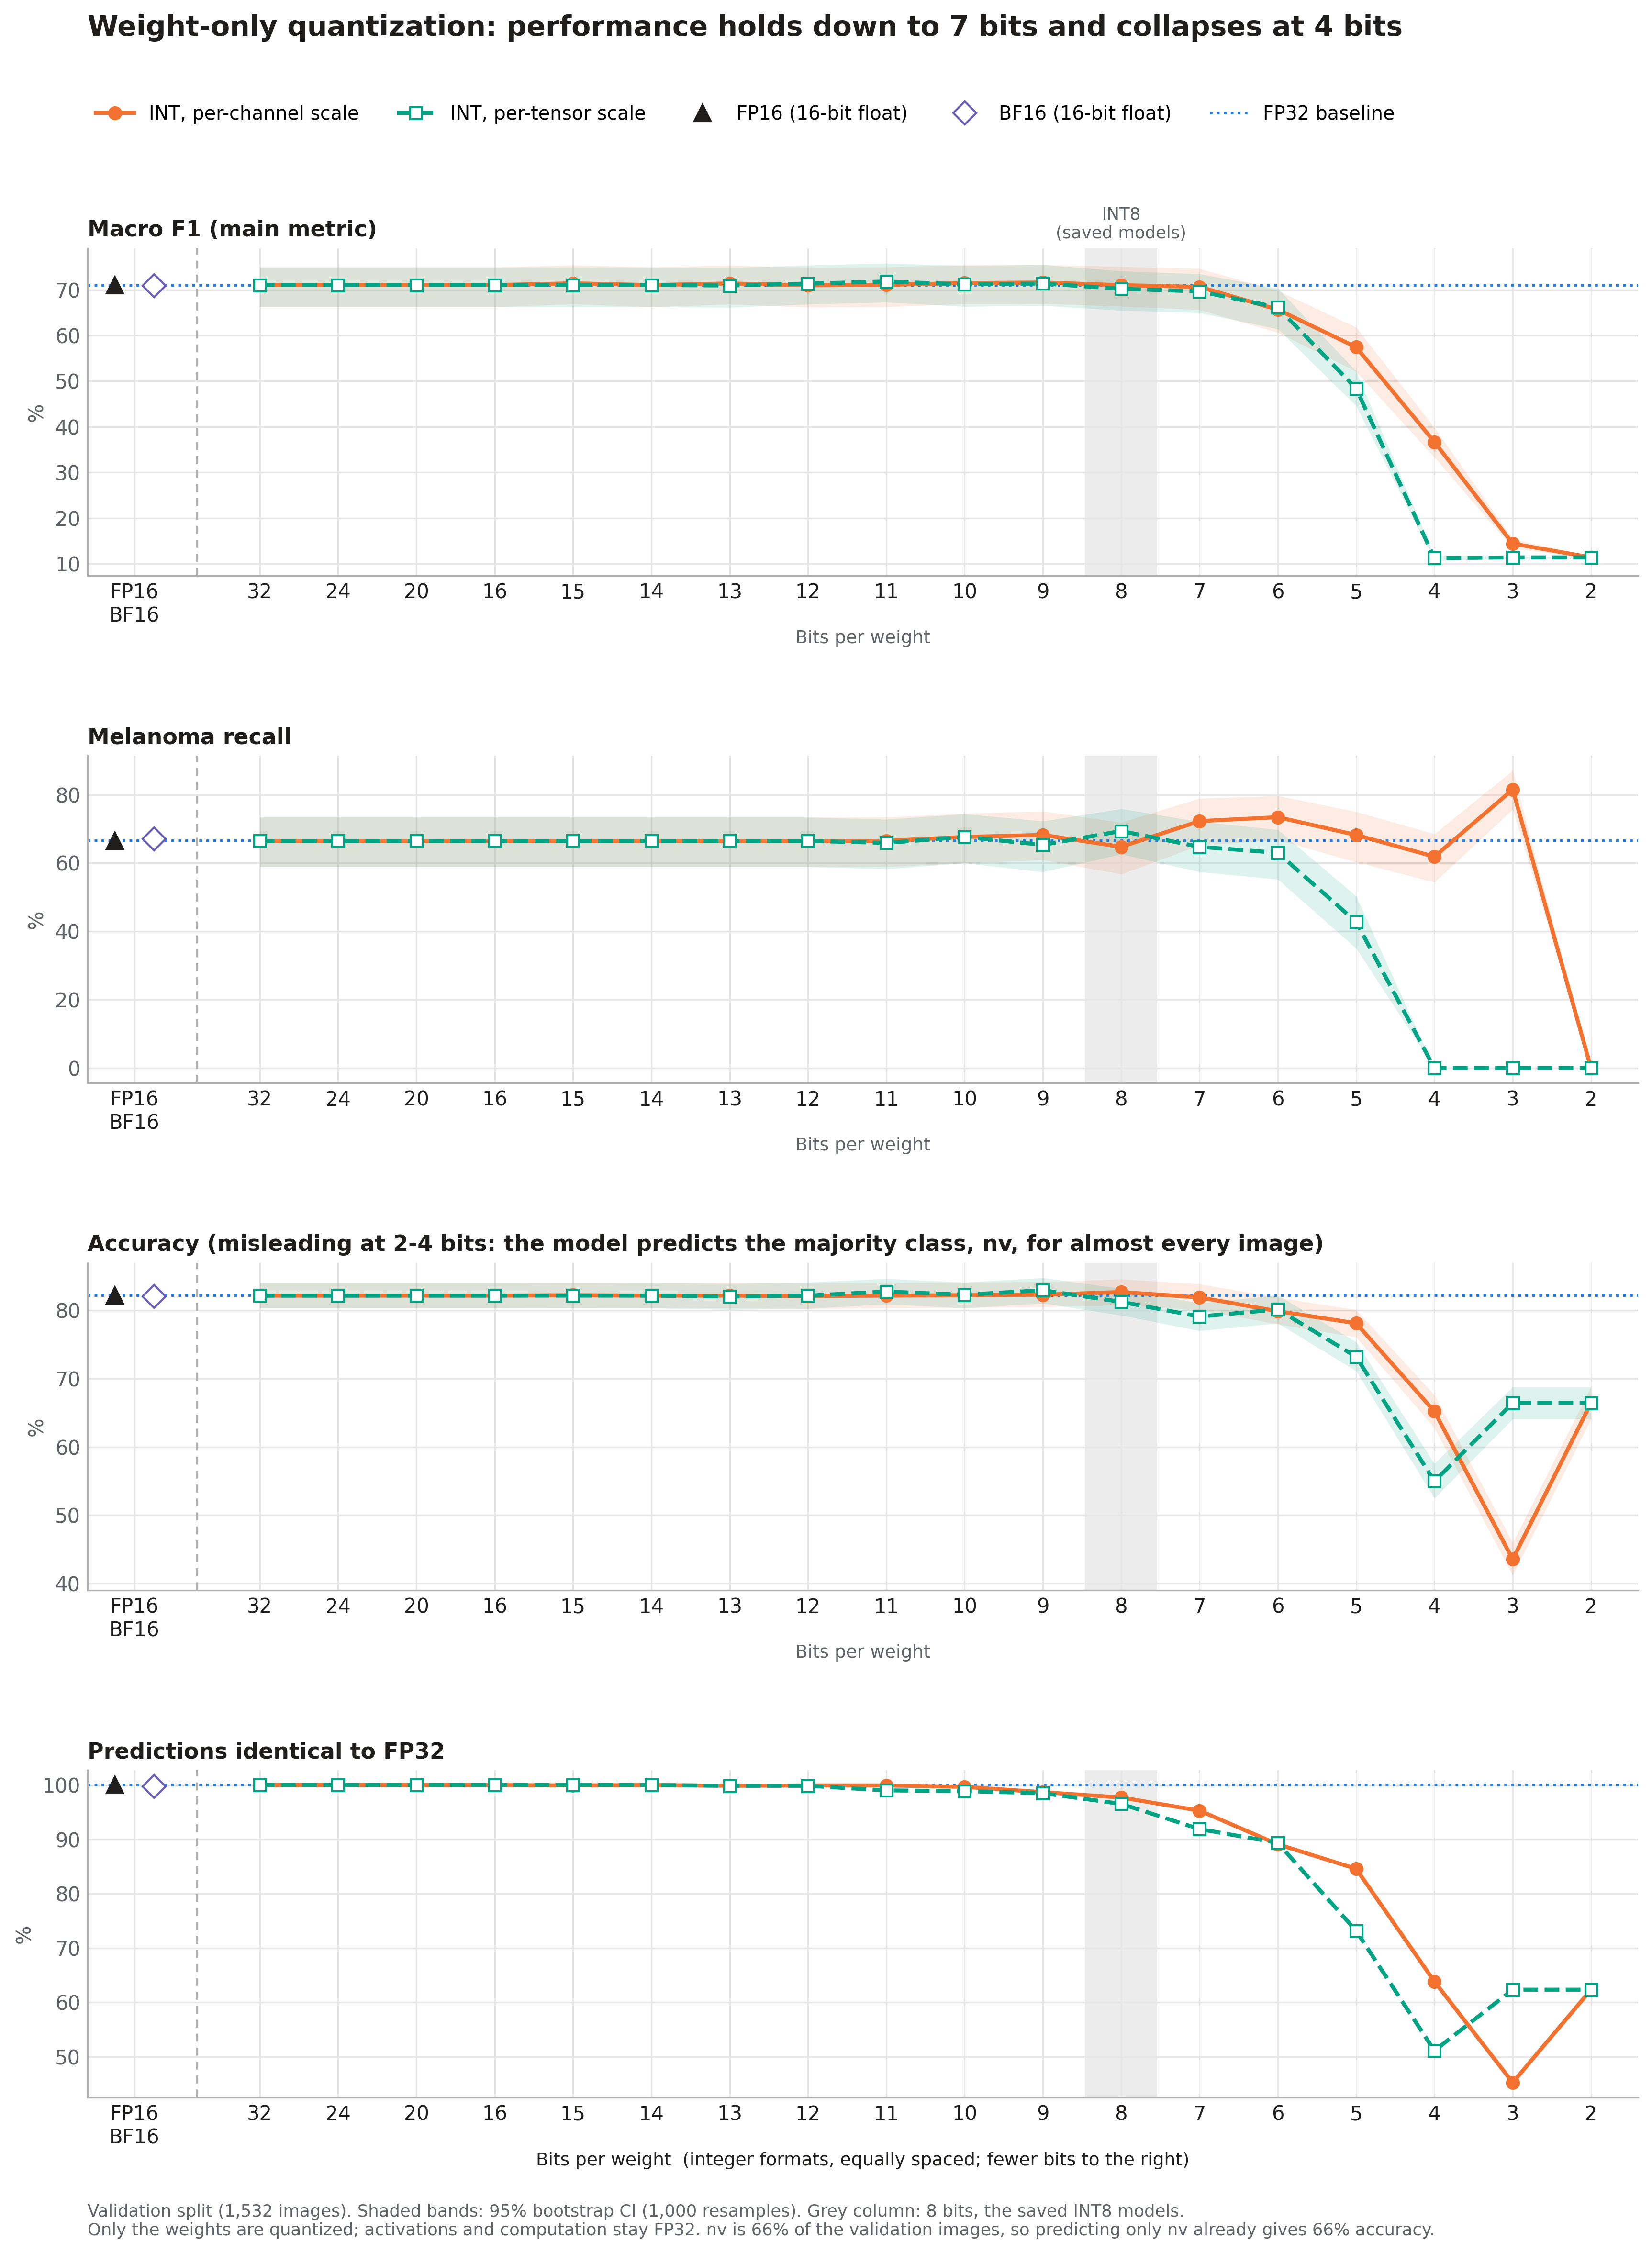 Weight-only quantization: performance holds down to 7 bits and collapses at 4 bits
INT, per-channel scale INT, per-tensor scale FP16 (16-bit float) BF16 (16-bit float) FP32 baseline
Macro F1 (main metric)
INT8
(saved models)
70
60
50
40
30
20
10
%
FP16 32 24 20 16 15 14 13 12 11 10 9 8 7 6 5 4 3 2
BF16
Bits per weight
Melanoma recall
80
60
40
20
0
%
FP16 32 24 20 16 15 14 13 12 11 10 9 8 7 6 5 4 3 2
BF16
Bits per weight
Accuracy (misleading at 2-4 bits: the model predicts the majority class, nv, for almost every image)
80
70
60
50
40
%
FP16 32 24 20 16 15 14 13 12 11 10 9 8 7 6 5 4 3 2
BF16
Bits per weight
Predictions identical to FP32
100
90
80
70
60
50
%
FP16 32 24 20 16 15 14 13 12 11 10 9 8 7 6 5 4 3 2
BF16
Bits per weight (integer formats, equally spaced; fewer bits to the right)
Validation split (1,532 images). Shaded bands: 95% bootstrap CI (1,000 resamples). Grey column: 8 bits, the saved INT8 models.
Only the weights are quantized; activations and computation stay FP32. nv is 66% of the validation images, so predicting only nv already gives 66% accuracy.